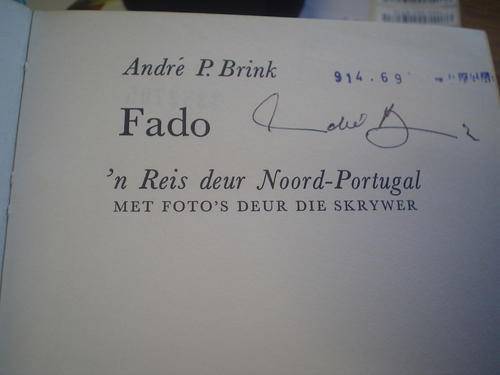 André P. Brink
914.69
Fado
'n Reis deur Noord-Portugal
MET FOTO'S DEUR DIE SKRYWER